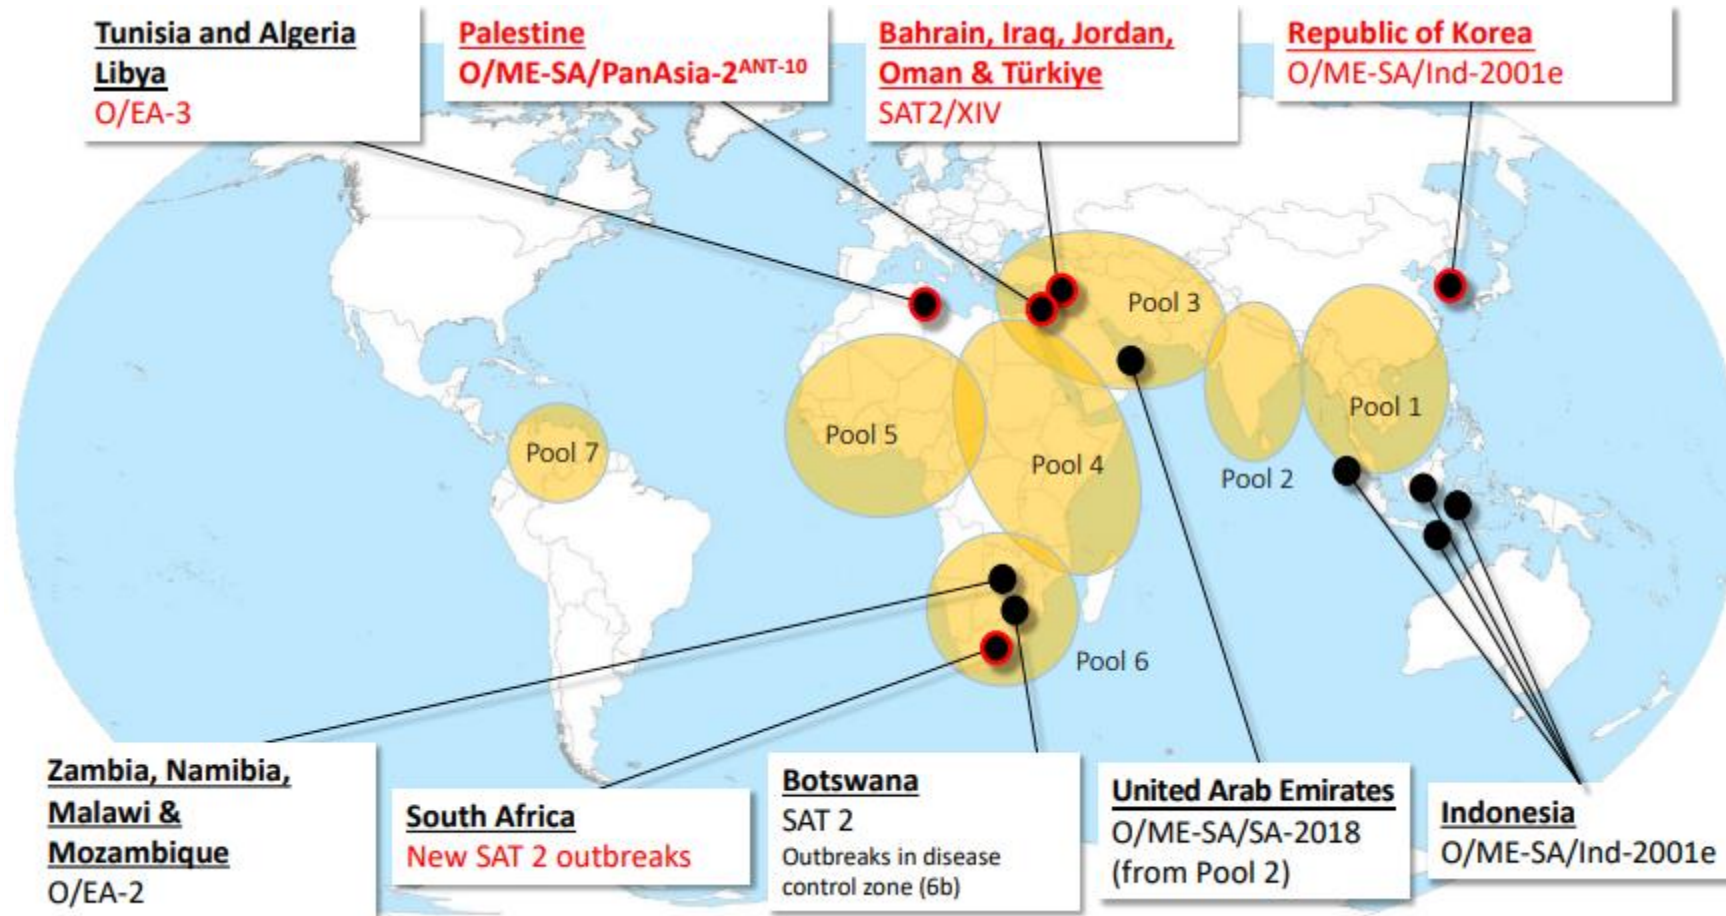 Tunisia and Algeria
Libya
O/EA-3
Palestine
O/ME-SA/PanAsia-2ANT-10
Bahrain, Iraq, Jordan,
Oman & Türkiye
SAT2/XIV
Republic of Korea
O/ME-SA/Ind-2001e
Pool 3
Pool 1
Pool 5
Pool 7
Pool 4
Pool 2
Pool 6
Zambia, Namibia,
Malawi &
Mozambique
O/EA-2
South Africa
New SAT 2 outbreaks
Botswana
SAT 2
Outbreaks in disease
control zone (6b)
United Arab Emirates
O/ME-SA/SA-2018
(from Pool 2)
Indonesia
O/ME-SA/Ind-2001e